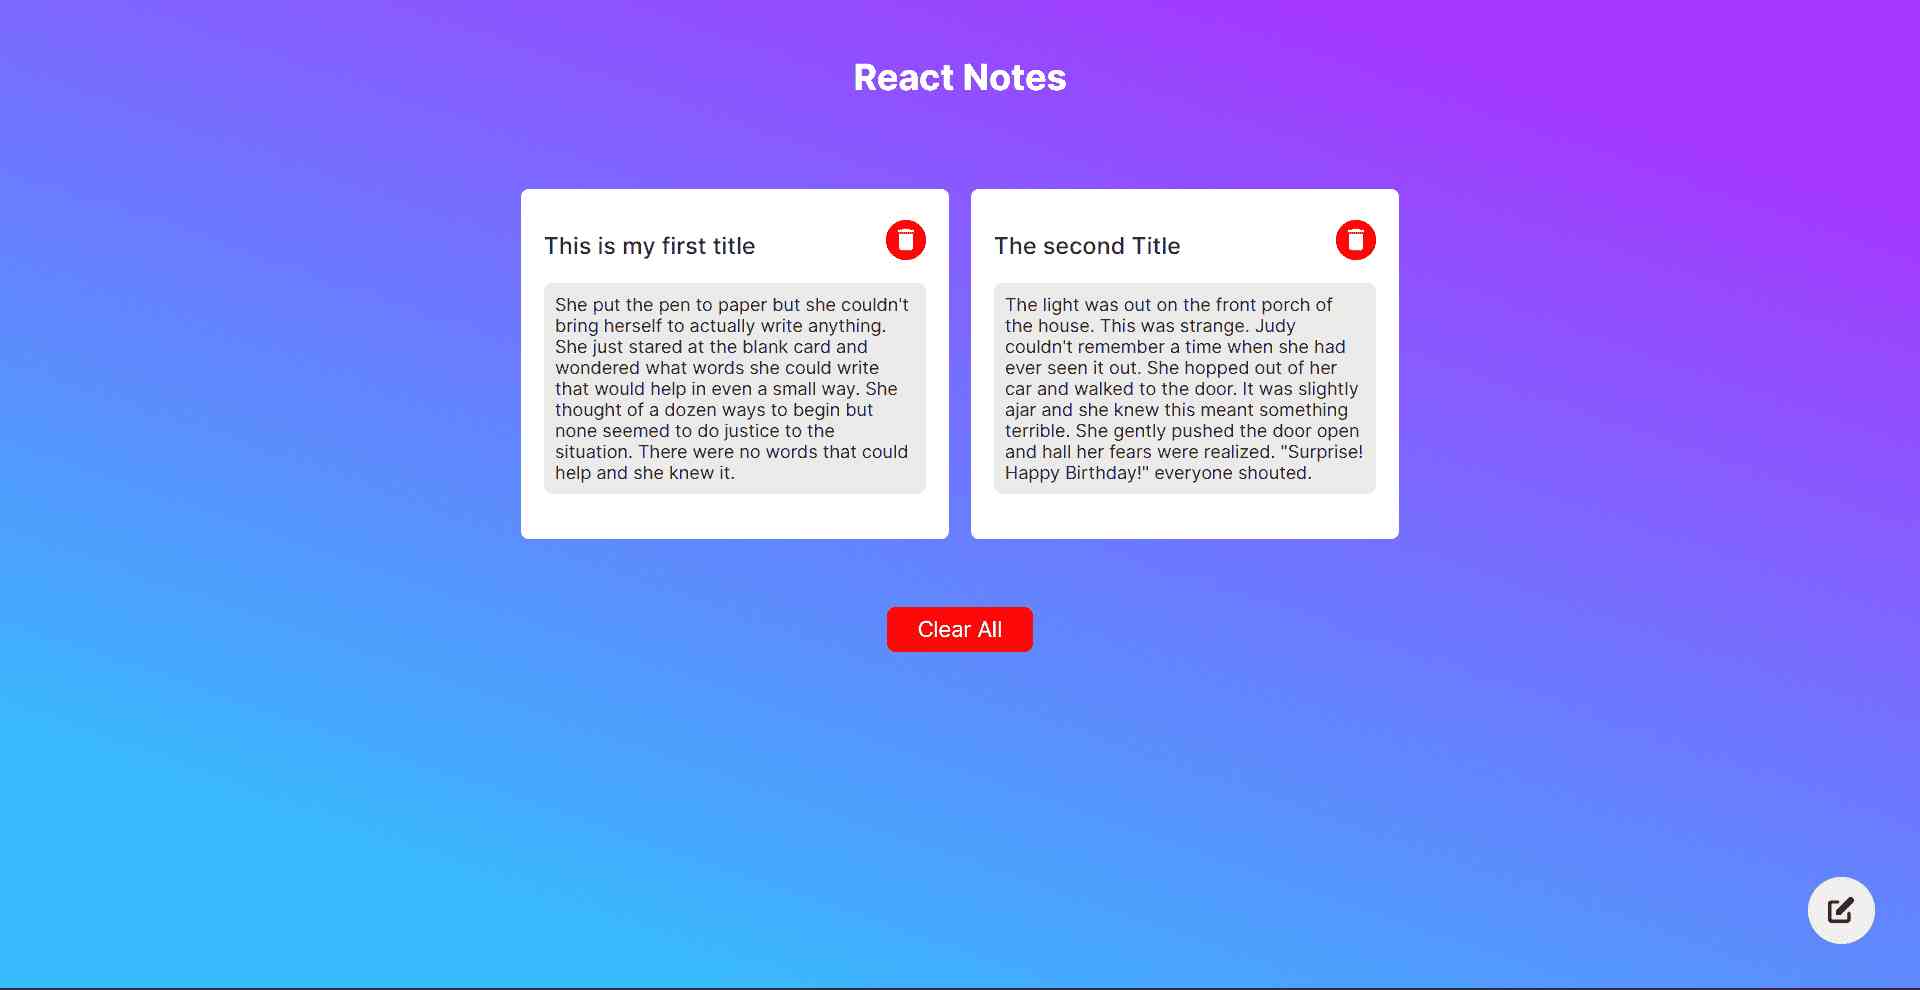 React Notes
This is my first title
She put the pen to paper but she couldn't
bring herself to actually write anything.
She just stared at the blank card and
wondered what words she could write
that would help in even a small way. She
thought of a dozen ways to begin but
none seemed to do justice to the
situation. There were no words that could
help and she knew it.
The second Title
The light was out on the front porch of
the house. This was strange. Judy
couldn't remember a time when she had
ever seen it out. She hopped out of her
car and walked to the door. It was slightly
ajar and she knew this meant something
terrible. She gently pushed the door open
and hall her fears were realized. "Surprise!
Happy Birthday!" everyone shouted.
Clear All